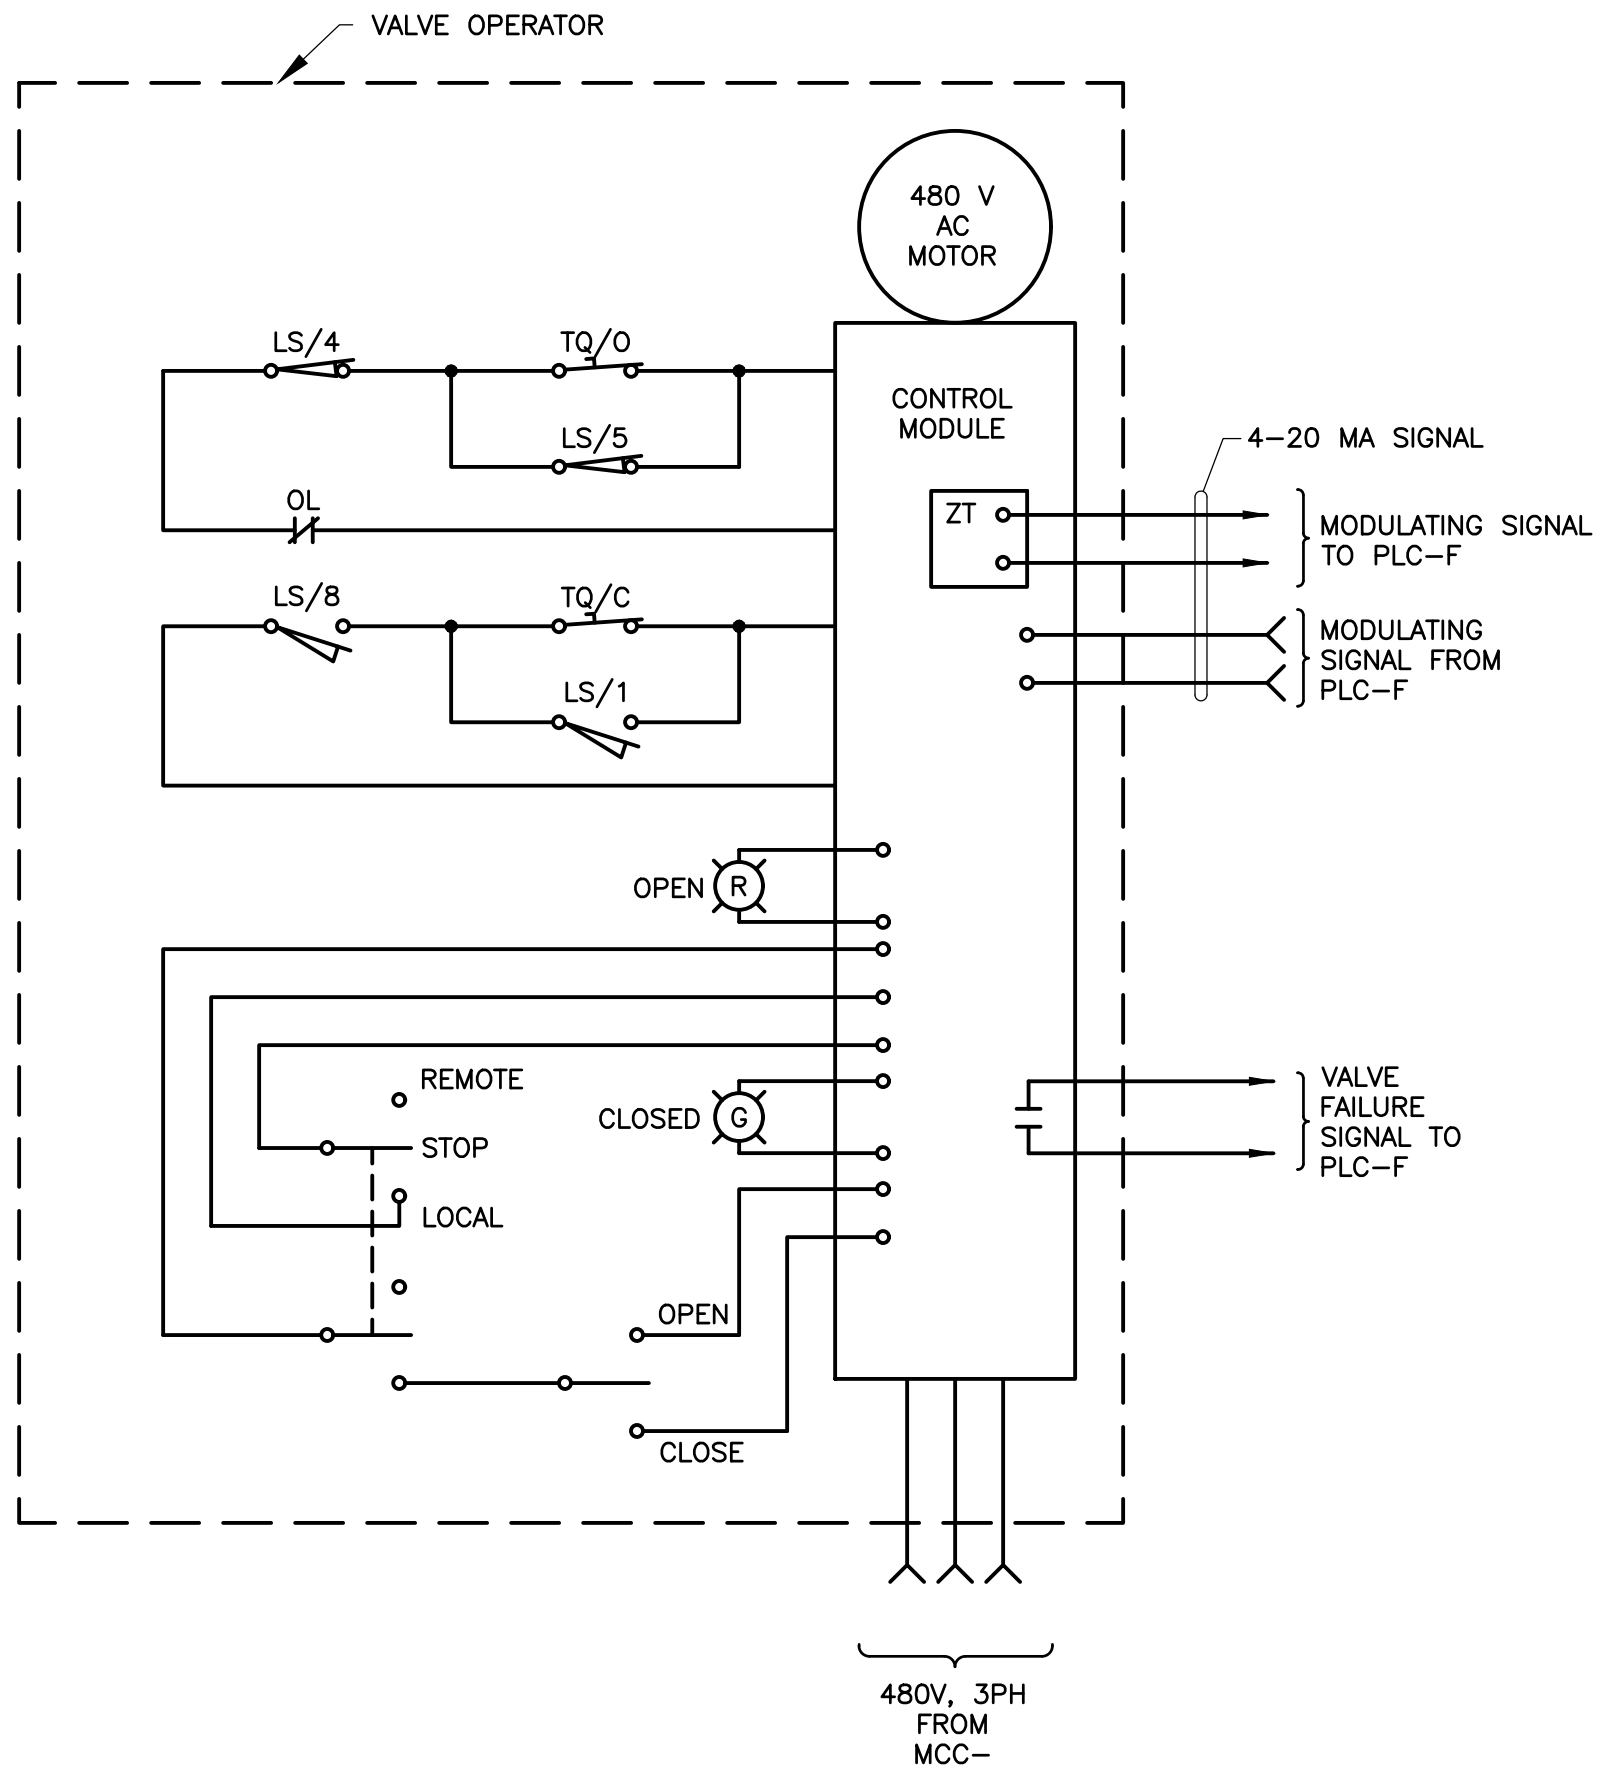 VALVE OPERATOR
480 V
AC
MOTOR
LS/4
TQ/O
CONTROL
MODULE
LS/5
4-20 MA SIGNAL
OL
ZT
MODULATING SIGNAL
TO PLC-F
LS/8
TQ/C
MODULATING
SIGNAL FROM
PLC-F
LS/1
OPEN
R
REMOTE
STOP
LOCAL
CLOSED
G
VALVE
FAILURE
SIGNAL TO
PLC-F
OPEN
CLOSE
480V, 3PH
FROM
MCC-